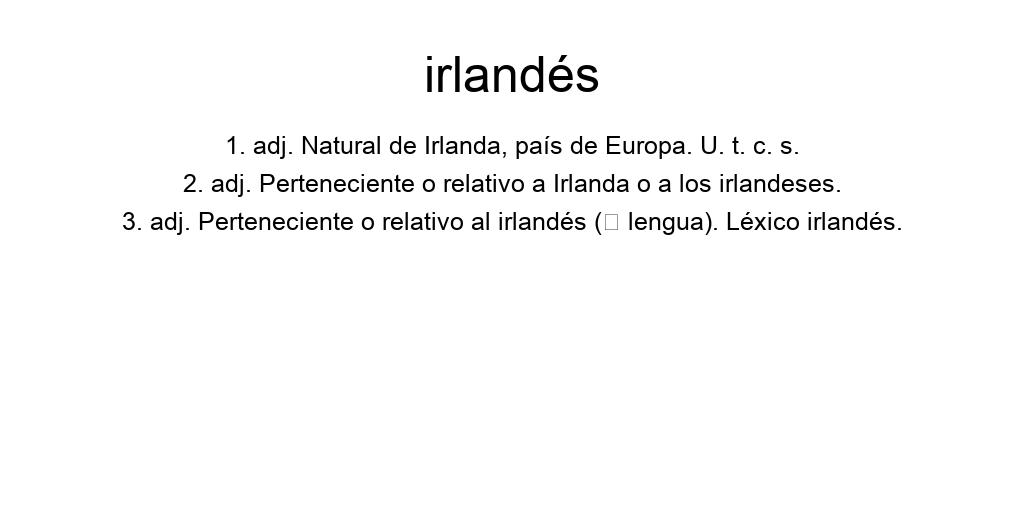 irlandés
1. adj. Natural de Irlanda, país de Europa. U. t. c. s.
2. adj. Perteneciente o relativo a Irlanda o a los irlandeses.
3. adj. Perteneciente o relativo al irlandés (□ lengua). Léxico irlandés.